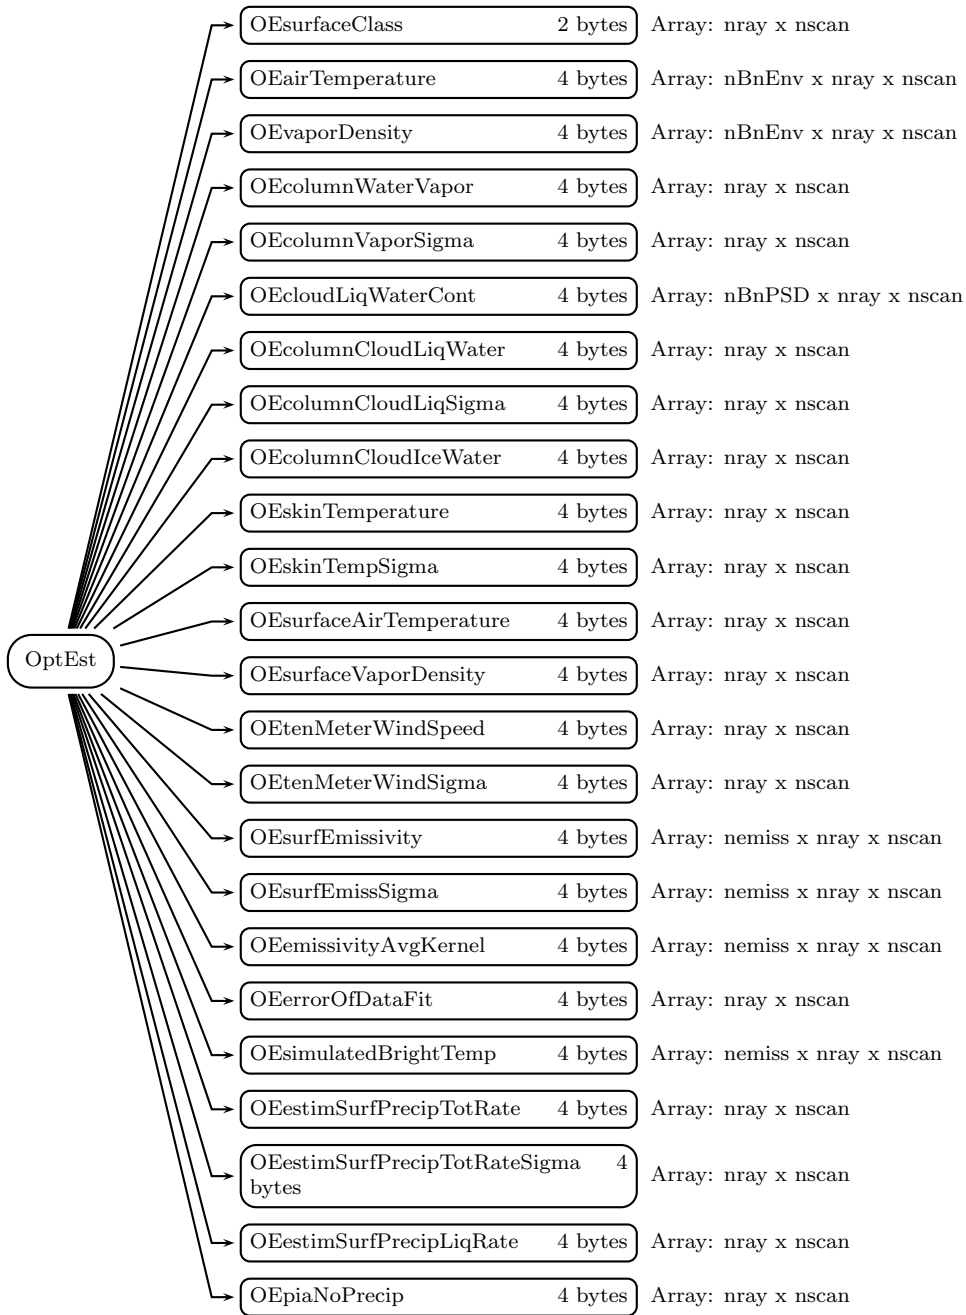 OEsurfaceClass 2 bytes Array: nray x nscan
OEairTemperature 4 bytes Array: nBnEnv x nray x nscan
OEvaporDensity 4 bytes Array: nBnEnv x nray x nscan
OEcolumnWaterVapor 4 bytes Array: nray x nscan
OEcolumnVaporSigma 4 bytes Array: nray x nscan
OEcloudLiqWaterCont 4 bytes Array: nBnPSD x nray x nscan
OEcolumnCloudLiqWater 4 bytes Array: nray x nscan
OEcolumnCloudLiqSigma 4 bytes Array: nray x nscan
OEcolumnCloudIceWater 4 bytes Array: nray x nscan
OEskinTemperature 4 bytes Array: nray x nscan
OEskinTempSigma 4 bytes Array: nray x nscan
OEsurfaceAirTemperature 4 bytes Array: nray x nscan
OptEst
OEsurfaceVaporDensity 4 bytes Array: nray x nscan
OEtenMeterWindSpeed 4 bytes Array: nray x nscan
OEtenMeterWindSigma 4 bytes Array: nray x nscan
OEsurfEmissivity 4 bytes Array: nemiss x nray x nscan
OEsurfEmissSigma 4 bytes Array: nemiss x nray x nscan
OEemissivityAvgKernel 4 bytes Array: nemiss x nray x nscan
OEerrorOfDataFit 4 bytes Array: nray x nscan
OEsimulatedBrightTemp 4 bytes Array: nemiss x nray x nscan
OEestimSurfPrecipTotRate 4 bytes Array: nray x nscan
OEestimSurfPrecipTotRateSigma 4
bytes
Array: nray x nscan
OEestimSurfPrecipLiqRate 4 bytes Array: nray x nscan
OEpiaNoPrecip 4 bytes Array: nray x nscan